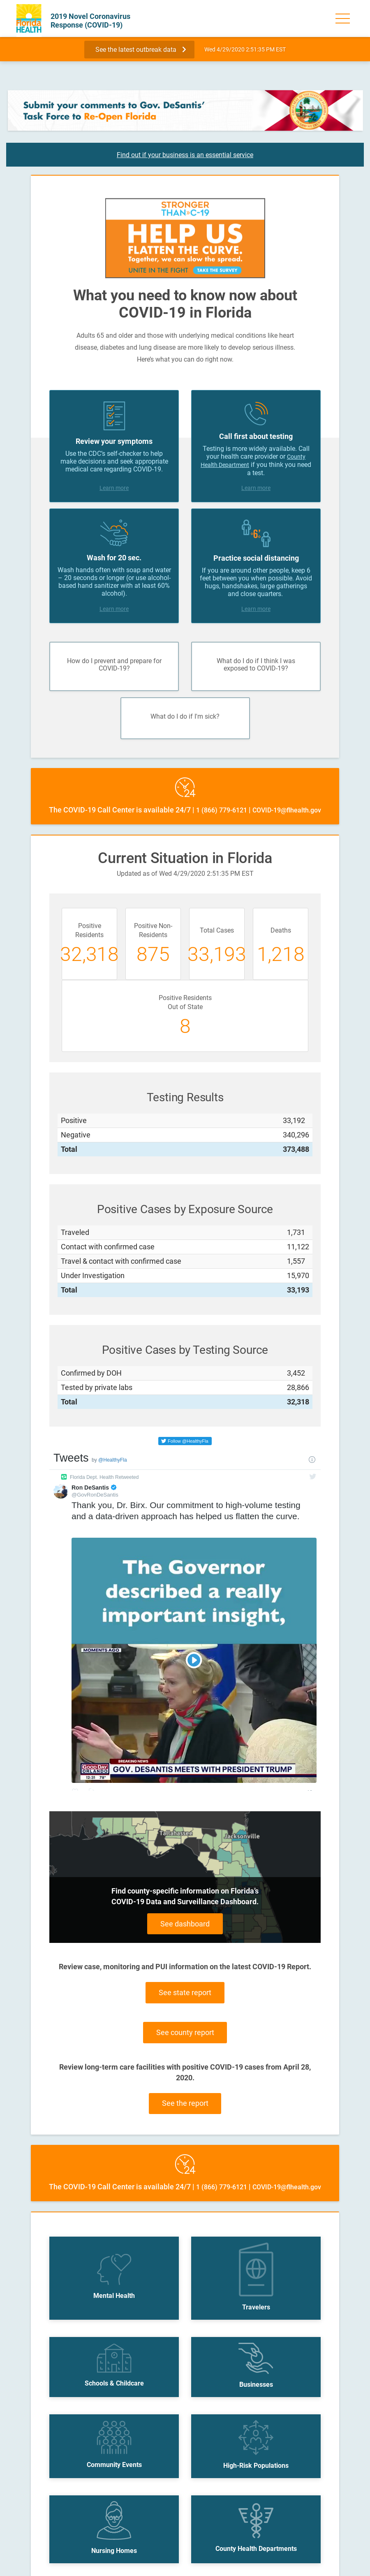 Florida
HEALTH
2019 Novel Coronavirus
Response (COVID-19)
See the latest outbreak data
Wed 4/29/2020 2:51:35 PM EST
Submit your comments to Gov. DeSantis'
Task Force to Re-Open Florida
Find out if your business is an essential service
STRONGER
THAN C-19
HELP US
FLATTEN THE CURVE.
Together, we can slow the spread.
UNITE IN THE FIGHT
TAKE THE SURVEY
What you need to know now about
COVID-19 in Florida
Adults 65 and older and those with underlying medical conditions like heart
disease, diabetes and lung disease are more likely to develop serious illness.
Here's what you can do right now.
Review your symptoms
Use the CDC's self-checker to help
make decisions and seek appropriate
medical care regarding COVID-19.
Learn more
Call first about testing
Testing is more widely available. Call
your health care provider or County
Health Department if you think you need
a test.
Learn more
Wash for 20 sec.
Wash hands often with soap and water
– 20 seconds or longer (or use alcohol-
based hand sanitizer with at least 60%
alcohol).
Learn more
6'
Practice social distancing
If you are around other people, keep 6
feet between you when possible. Avoid
hugs, handshakes, large gatherings
and close quarters.
Learn more
How do I prevent and prepare for
COVID-19?
What do I do if I think I was
exposed to COVID-19?
What do I do if I'm sick?
24
The COVID-19 Call Center is available 24/7 | 1 (866) 779-6121 | COVID-19@flhealth.gov
Current Situation in Florida
Updated as of Wed 4/29/2020 2:51:35 PM EST
Positive
Residents
32,318
Positive Non-
Residents
875
Total Cases
33,193
Deaths
1,218
Positive Residents
Out of State
8
Testing Results
Positive 33,192
Negative 340,296
Total 373,488
Positive Cases by Exposure Source
Traveled 1,731
Contact with confirmed case 11,122
Travel & contact with confirmed case 1,557
Under Investigation 15,970
Total 33,193
Positive Cases by Testing Source
Confirmed by DOH 3,452
Tested by private labs 28,866
Total 32,318
Follow @HealthyFla
Tweets by @HealthyFla
Florida Dept. Health Retweeted
Ron DeSantis
@GovRonDeSantis
Thank you, Dr. Birx. Our commitment to high-volume testing
and a data-driven approach has helped us flatten the curve.
The Governor
described a really
important insight,
MOMENTS AGO
BREAKING NEWS
GOOD DAY
ORLANDO
GOV. DESANTIS MEETS WITH PRESIDENT TRUMP
Tallahassee
Jacksonville
Find county-specific information on Florida's
COVID-19 Data and Surveillance Dashboard.
See dashboard
Review case, monitoring and PUI information on the latest COVID-19 Report.
See state report
See county report
Review long-term care facilities with positive COVID-19 cases from April 28,
2020.
See the report
24
The COVID-19 Call Center is available 24/7 | 1 (866) 779-6121 | COVID-19@flhealth.gov
Mental Health
Travelers
Schools & Childcare
Businesses
Community Events
High-Risk Populations
Nursing Homes
County Health Departments